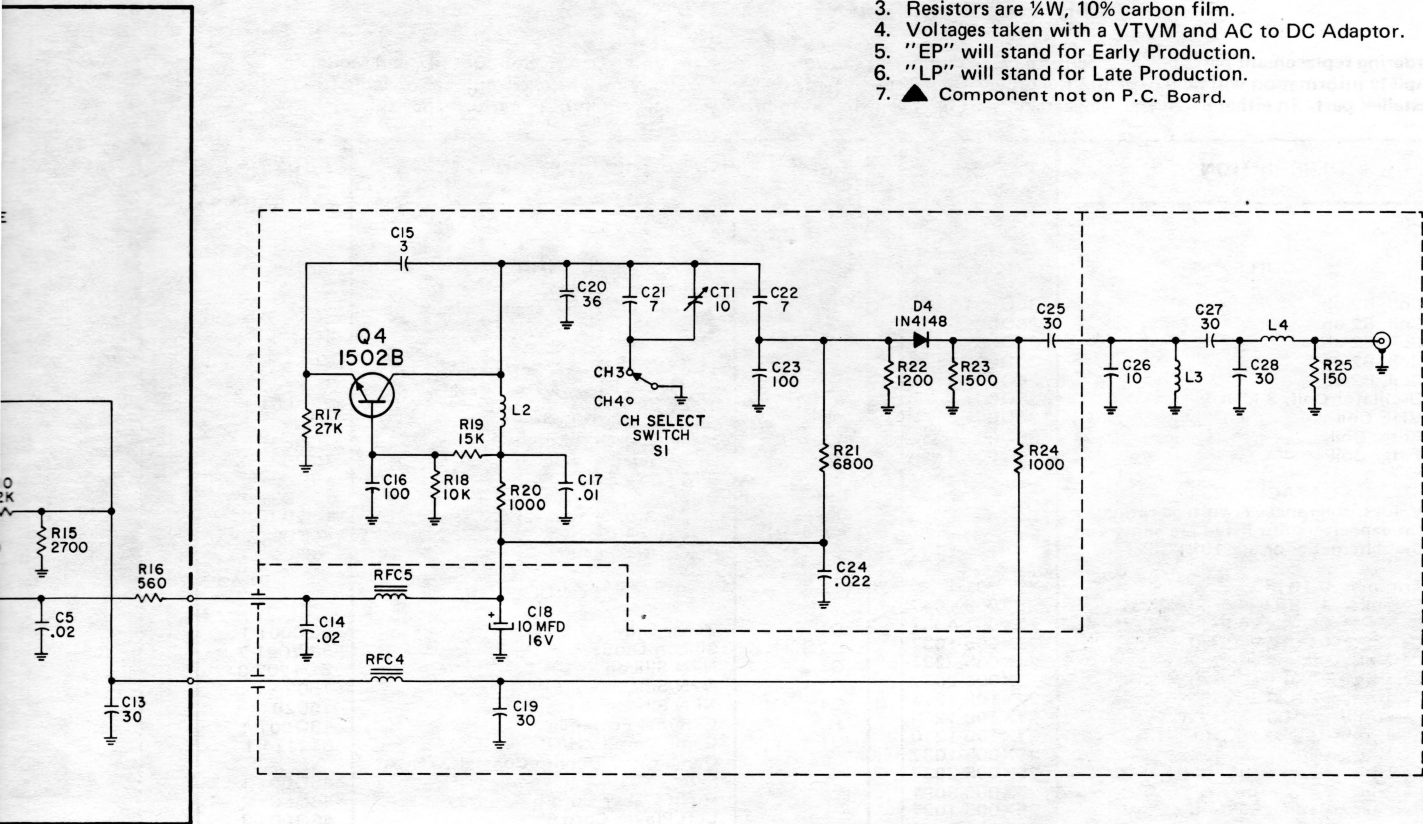 3. Resistors are ¼W, 10% carbon film.
4. Voltages taken with a VTVM and AC to DC Adaptor.
5. "EP" will stand for Early Production.
6. "LP" will stand for Late Production.
7. ▲ Component not on P.C. Board.
E
C15
3
C20
36
C21
7
CT1
10
C22
7
D4
1N4148
C25
30
C27
30
L4
Q4
1502B
CH3
CH4
CH SELECT
SWITCH
S1
C23
100
R22
1200
R23
1500
C26
10
L3
C28
30
R25
150
R17
27K
L2
R19
15K
C16
100
R18
10K
R20
1000
C17
.01
R21
6800
R24
1000
0
2K
R15
2700
R16
560
RFC5
C24
.022
C5
.02
C14
.02
+
C18
10 MFD
16V
RFC4
C13
30
C19
30